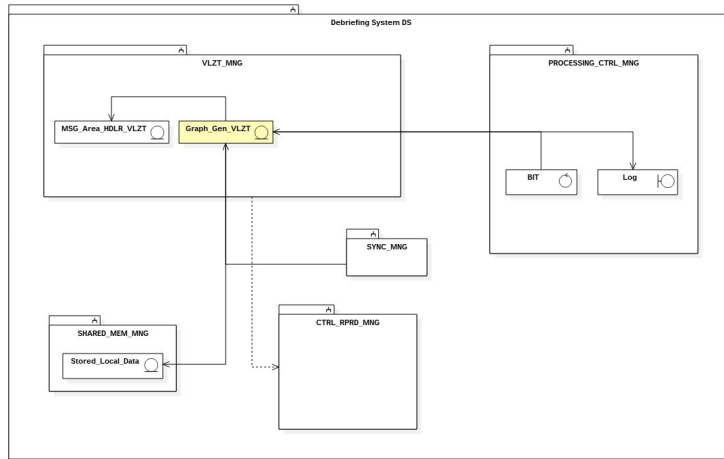 Debriefing System DS
VLZT_MNG
PROCESSING_CTRL_MNG
MSG_Area_HDLR_VLZT
Graph_Gen_VLZT
BIT
Log
SYNC_MNG
CTRL_RPRD_MNG
SHARED_MEM_MNG
Stored_Local_Data